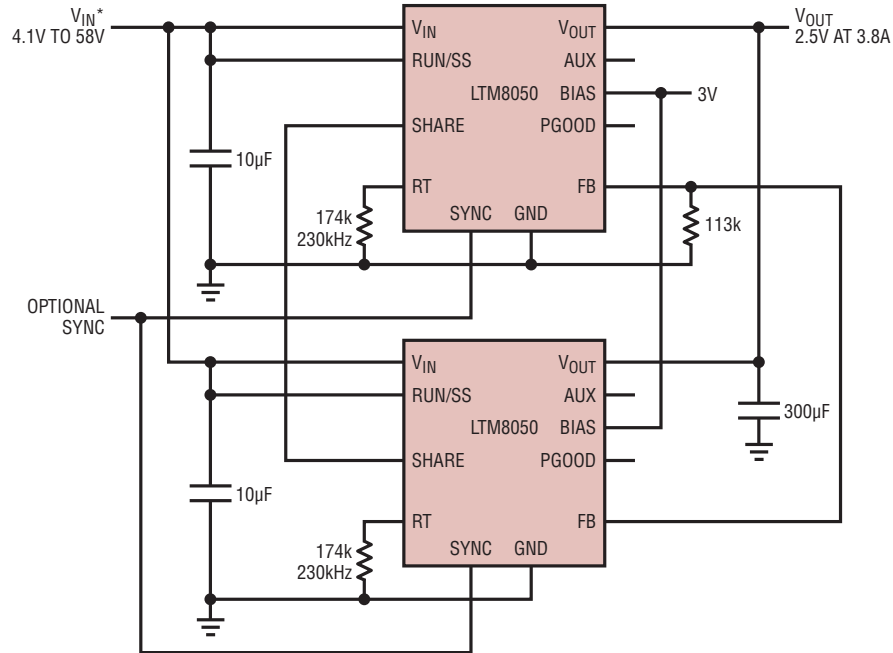 VIN*
4.1V TO 58V
VIN
VOUT
VOUT
2.5V AT 3.8A
RUN/SS
AUX
LTM8050
BIAS
3V
SHARE
PGOOD
10µF
RT
FB
174k
230kHz
SYNC
GND
113k
OPTIONAL
SYNC
VIN
VOUT
RUN/SS
AUX
LTM8050
BIAS
300µF
SHARE
PGOOD
10µF
RT
FB
174k
230kHz
SYNC
GND